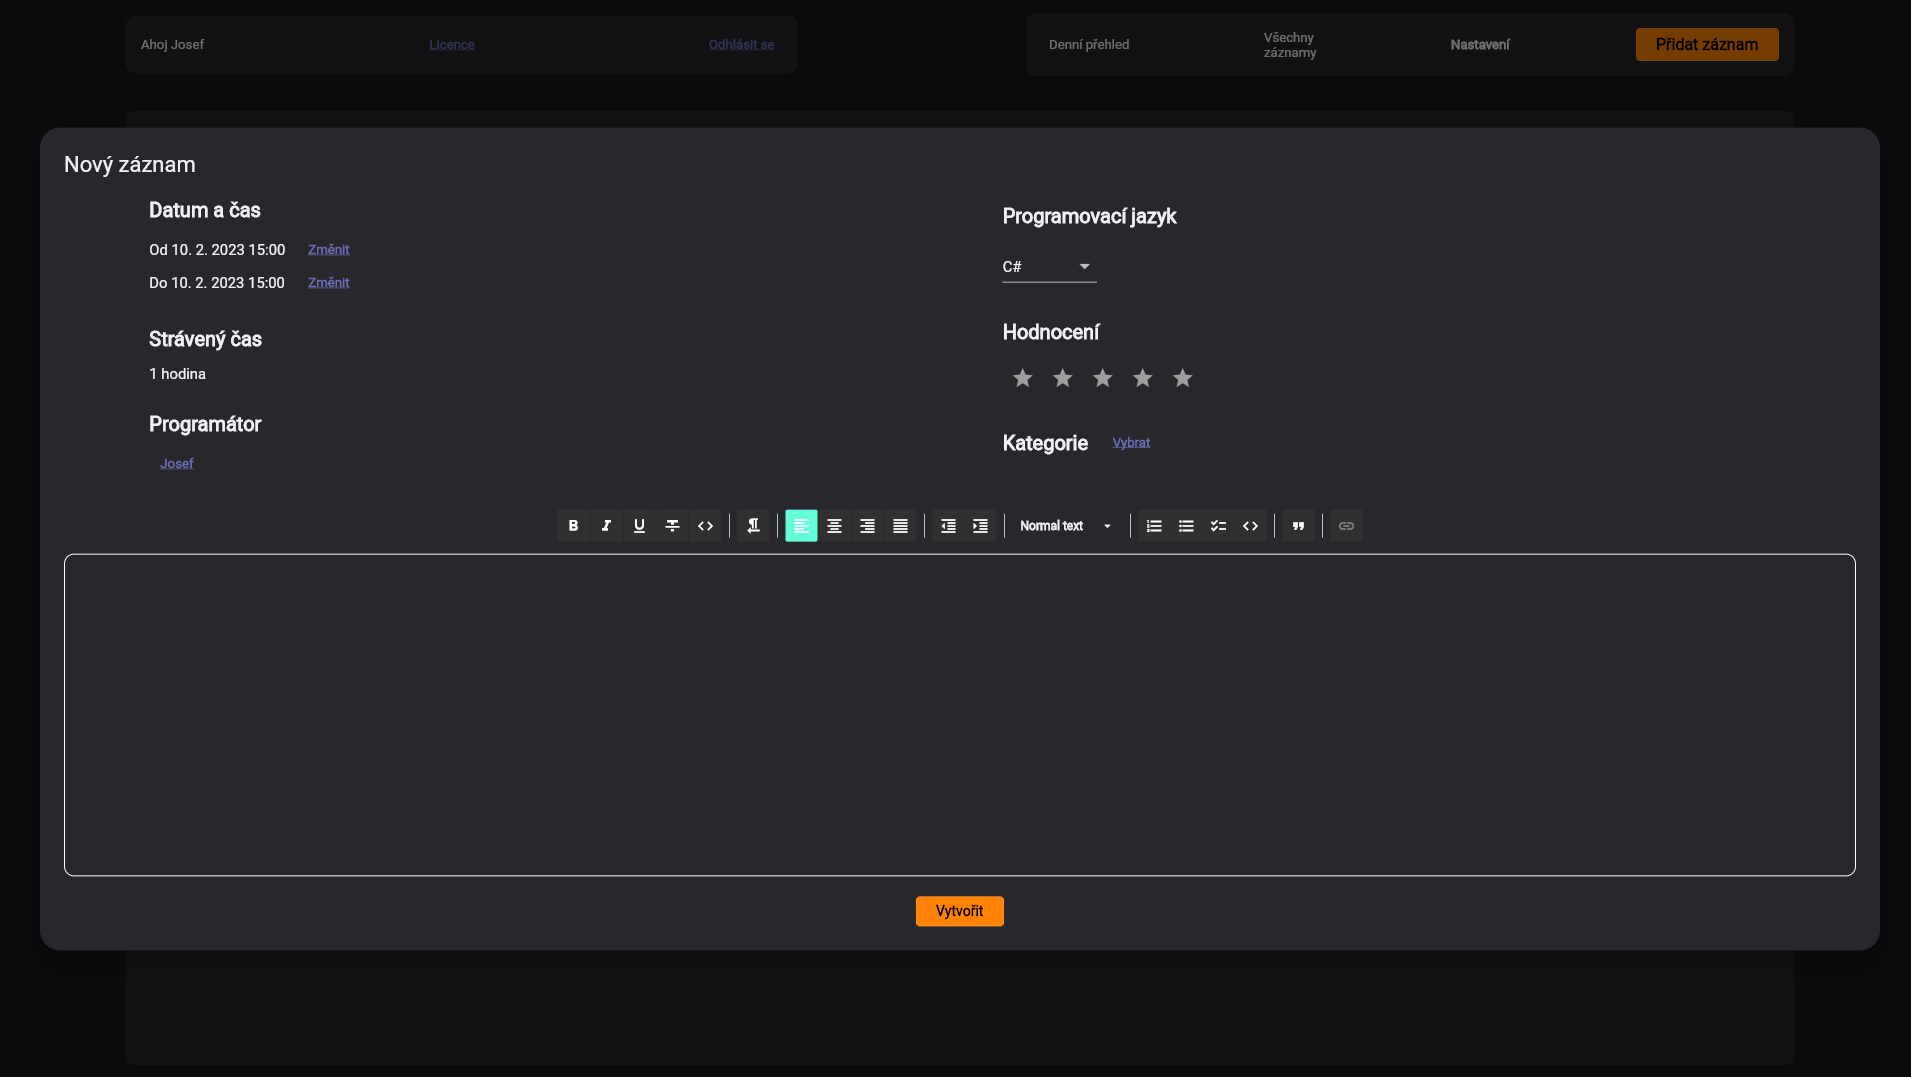 Ahoj Josef
Licence
Odhlásit se
Denní přehled
Všechny
záznamy
Nastavení
Přidat záznam
Nový záznam
Datum a čas
Od 10. 2. 2023 15:00 Změnit
Do 10. 2. 2023 15:00 Změnit
Strávený čas
1 hodina
Programátor
Josef
Programovací jazyk
C#
Hodnocení
Kategorie Vybrat
Normal text
Vytvořit